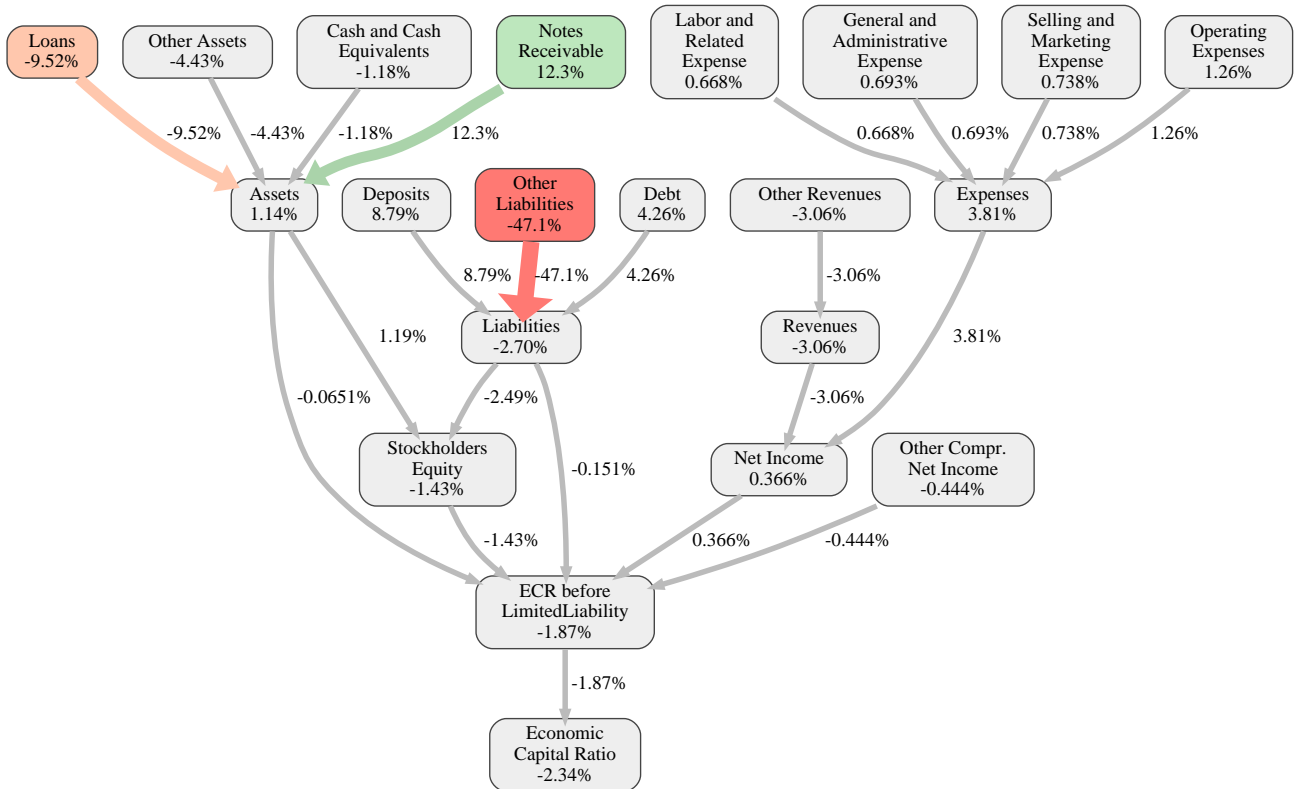 Loans
-9.52%
Other Assets
-4.43%
Cash and Cash
Equivalents
-1.18%
Notes
Receivable
12.3%
Labor and
Related
Expense
0.668%
General and
Administrative
Expense
0.693%
Selling and
Marketing
Expense
0.738%
Operating
Expenses
1.26%
-9.52%
-4.43%
-1.18%
12.3%
0.668%
0.693%
0.738%
1.26%
Assets
1.14%
Deposits
8.79%
Other
Liabilities
-47.1%
Debt
4.26%
Other Revenues
-3.06%
Expenses
3.81%
8.79%
-47.1%
4.26%
-3.06%
Liabilities
-2.70%
Revenues
-3.06%
1.19%
3.81%
-0.0651%
-2.49%
-3.06%
Stockholders
Equity
-1.43%
-0.151%
Net Income
0.366%
Other Compr.
Net Income
-0.444%
-1.43%
0.366%
-0.444%
ECR before
LimitedLiability
-1.87%
-1.87%
Economic
Capital Ratio
-2.34%